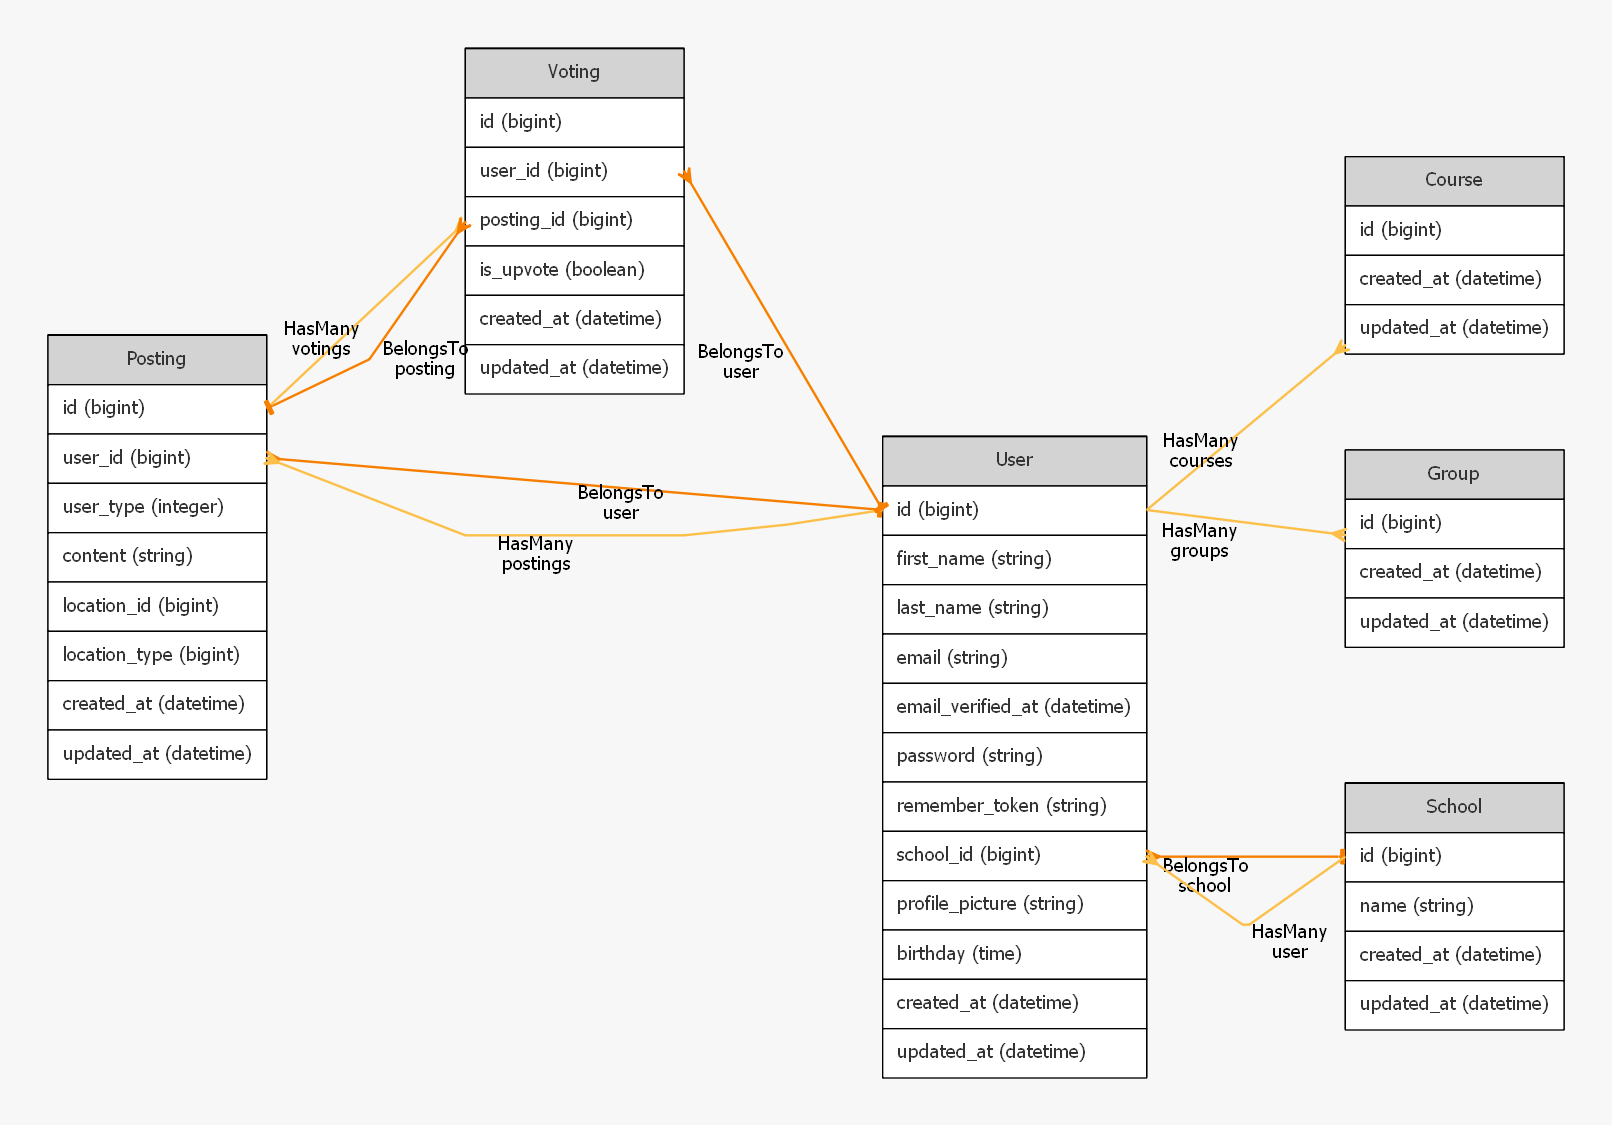 Voting
id (bigint)
user_id (bigint)
posting_id (bigint)
is_upvote (boolean)
created_at (datetime)
updated_at (datetime)
Posting
id (bigint)
user_id (bigint)
user_type (integer)
content (string)
location_id (bigint)
location_type (bigint)
created_at (datetime)
updated_at (datetime)
HasMany
votings
BelongsTo
posting
BelongsTo
user
BelongsTo
user
HasMany
postings
User
id (bigint)
first_name (string)
last_name (string)
email (string)
email_verified_at (datetime)
password (string)
remember_token (string)
school_id (bigint)
profile_picture (string)
birthday (time)
created_at (datetime)
updated_at (datetime)
HasMany
courses
HasMany
groups
BelongsTo
school
HasMany
user
Course
id (bigint)
created_at (datetime)
updated_at (datetime)
Group
id (bigint)
created_at (datetime)
updated_at (datetime)
School
id (bigint)
name (string)
created_at (datetime)
updated_at (datetime)